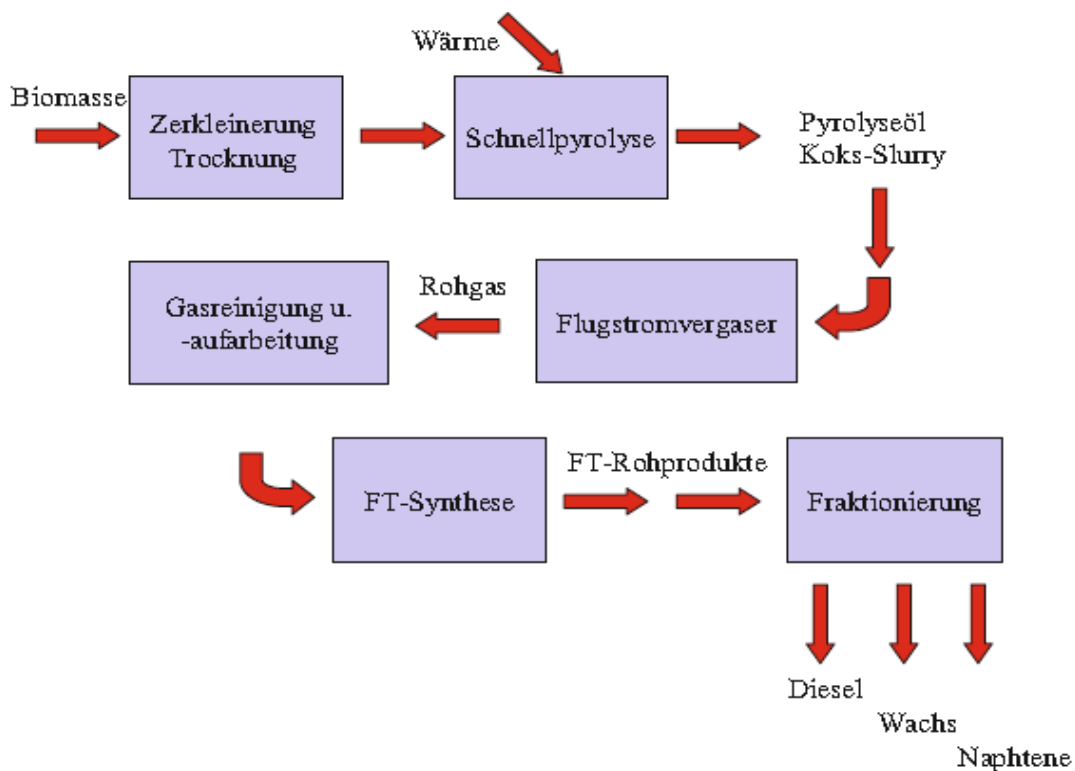 Wärme
Biomasse
Zerkleinerung
Trocknung
Schnellpyrolyse
Pyrolyseöl
Koks-Slurry
Gasreinigung u.
-aufarbeitung
Rohgas
Flugstromvergaser
FT-Synthese
FT-Rohprodukte
Fraktionierung
Diesel
Wachs
Naphtene